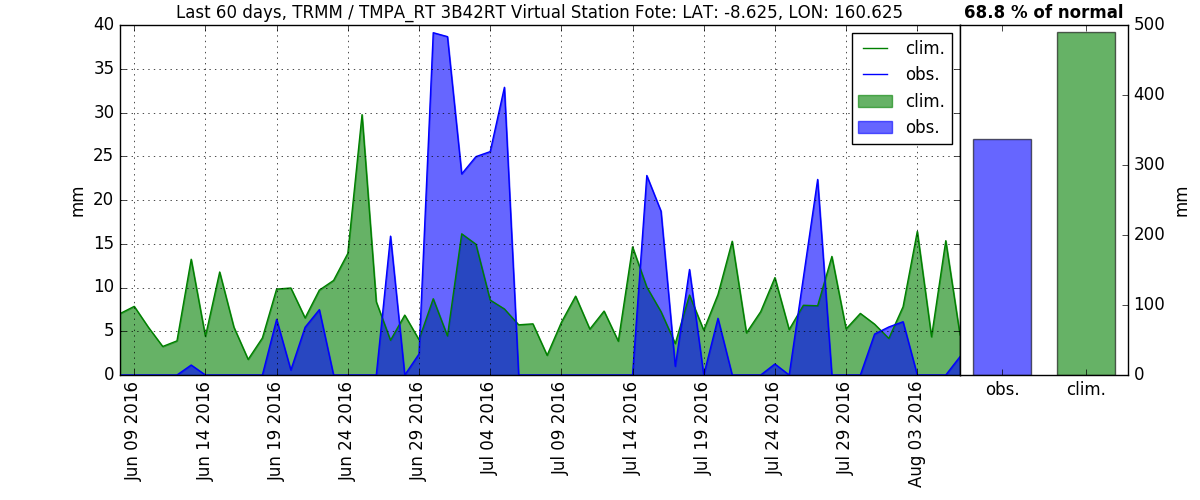 Last 60 days, TRMM / TMPA_RT 3B42RT Virtual Station Fote: LAT: -8.625, LON: 160.625
68.8 % of normal
40
35
30
25
20
15
10
5
0
mm
clim.
obs.
clim.
obs.
500
400
300
200
100
0
mm
Jun 09 2016
Jun 14 2016
Jun 19 2016
Jun 24 2016
Jun 29 2016
Jul 04 2016
Jul 09 2016
Jul 14 2016
Jul 19 2016
Jul 24 2016
Jul 29 2016
Aug 03 2016
obs.
clim.